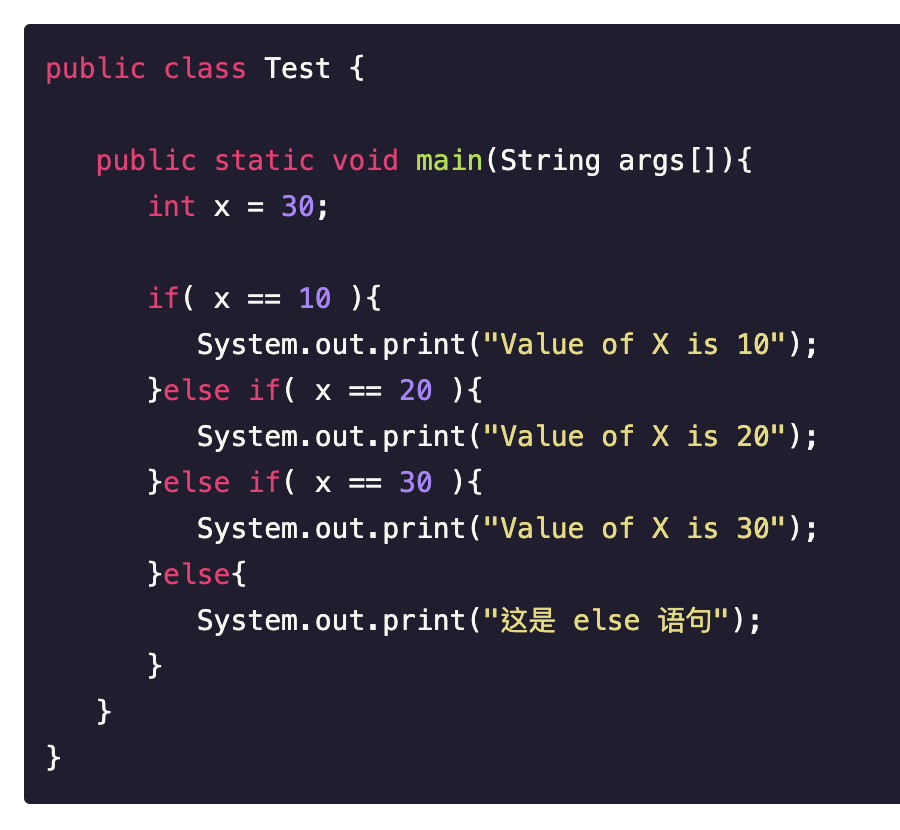 public class Test {
   public static void main(String args[]){
      int x = 30;
      if( x == 10 ){
         System.out.print("Value of X is 10");
      }else if( x == 20 ){
         System.out.print("Value of X is 20");
      }else if( x == 30 ){
         System.out.print("Value of X is 30");
      }else{
         System.out.print("这是 else 语句");
      }
   }
}